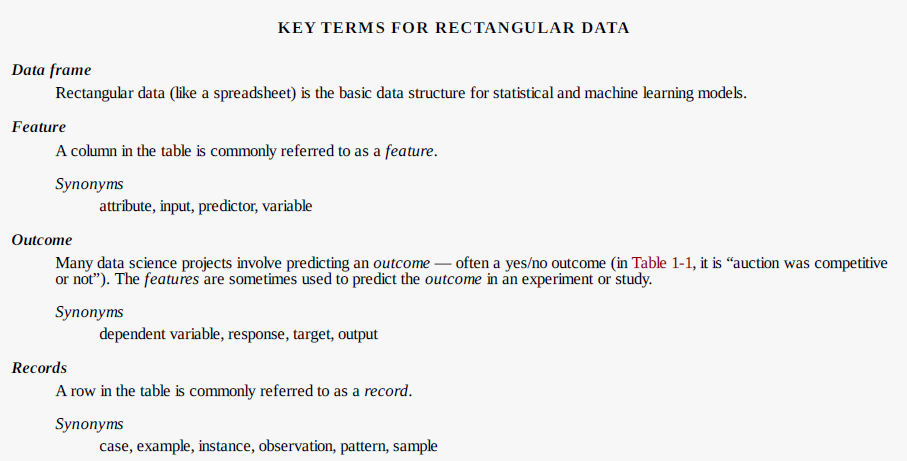 KEY TERMS FOR RECTANGULAR DATA
Data frame
Rectangular data (like a spreadsheet) is the basic data structure for statistical and machine learning models.
Feature
A column in the table is commonly referred to as a feature.
Synonyms
attribute, input, predictor, variable
Outcome
Many data science projects involve predicting an outcome — often a yes/no outcome (in Table 1-1, it is “auction was competitive
or not”). The features are sometimes used to predict the outcome in an experiment or study.
Synonyms
dependent variable, response, target, output
Records
A row in the table is commonly referred to as a record.
Synonyms
case, example, instance, observation, pattern, sample